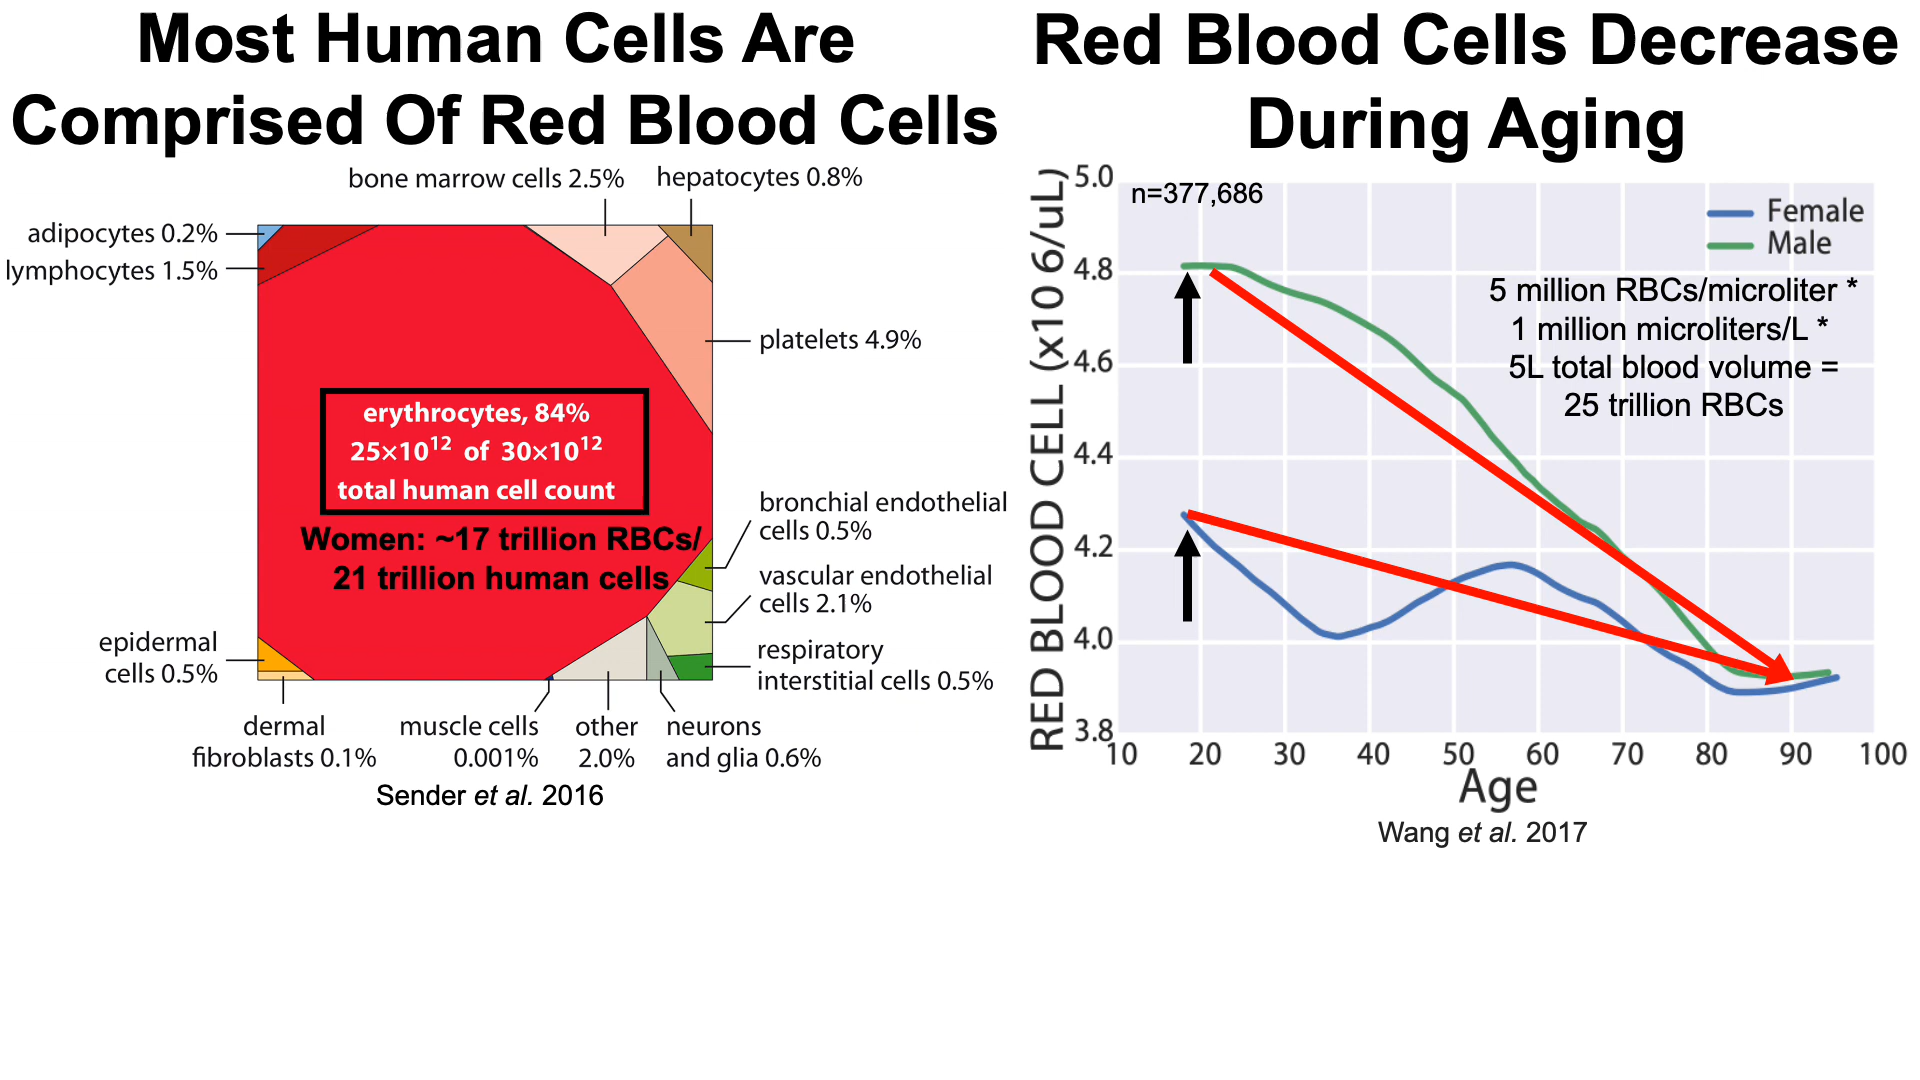 Most Human Cells Are
Comprised Of Red Blood Cells
bone marrow cells 2.5%
hepatocytes 0.8%
adipocytes 0.2%
lymphocytes 1.5%
platelets 4.9%
erythrocytes, 84%
25×10¹² of 30×10¹²
total human cell count
Women: ~17 trillion RBCs/
21 trillion human cells
bronchial endothelial
cells 0.5%
vascular endothelial
cells 2.1%
respiratory
interstitial cells 0.5%
epidermal
cells 0.5%
dermal
fibroblasts 0.1%
muscle cells
0.001%
other
2.0%
neurons
and glia 0.6%
Sender et al. 2016
Red Blood Cells Decrease
During Aging
RED BLOOD CELL (x10 6/uL)
5.0
4.8
4.6
4.4
4.2
4.0
3.8
n=377,686
Female
Male
5 million RBCs/microliter *
1 million microliters/L *
5L total blood volume =
25 trillion RBCs
10 20 30 40 50 60 70 80 90 100
Age
Wang et al. 2017